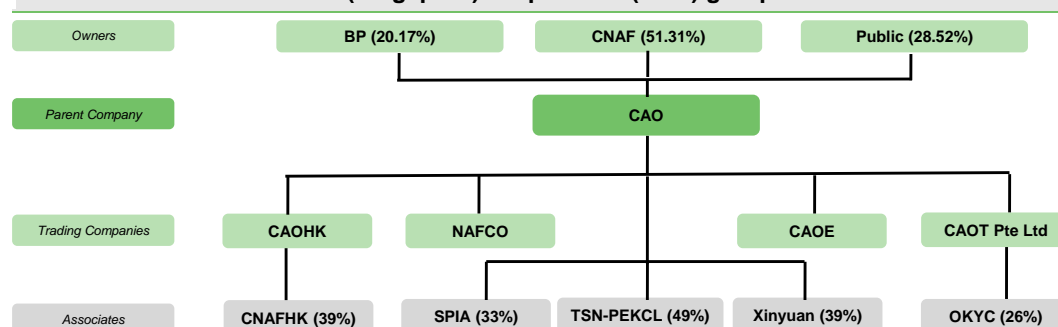 Owners
BP (20.17%)
CNAF (51.31%)
Public (28.52%)
Parent Company
CAO
Trading Companies
CAOHK
NAFCO
CAOE
CAOT Pte Ltd
Associates
CNAFHK (39%)
SPIA (33%)
TSN-PEKCL (49%)
Xinyuan (39%)
OKYC (26%)